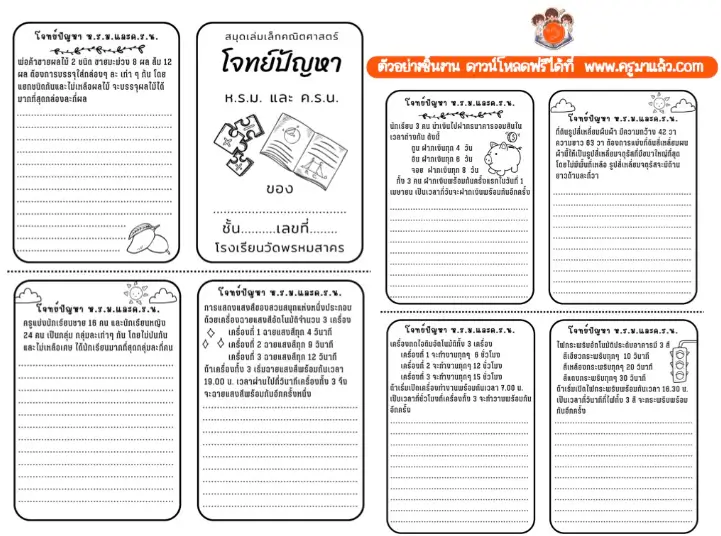 โจทย์ปัญหา ห.ร.ม.และค.ร.น.
พ่อค้าขายผลไม้ 2 ชนิด ขายมะม่วง 8 ผล ส้ม 12
ผล ต้องการบรรจุใส่กล่องๆ ละ เท่า ๆ กัน โดย
แยกชนิดกันและไม่เหลือผลไม้ จะบรรจุผลไม้ได้
มากที่สุดกล่องละกี่ผล
สมุดเล่มเล็กคณิตศาสตร์
โจทย์ปัญหา
ห.ร.ม. และ ค.ร.น.
ของ
ชั้น.........เลขที่........
โรงเรียนวัดพรหมสาคร
ตัวอย่างชิ้นงาน ดาวน์โหลดฟรีได้ที่ www.ครูมาแล้ว.com
โจทย์ปัญหา ห.ร.ม.และค.ร.น.
นักเรียน 3 คน นำเงินไปฝากธนาคารออมสินใน
เวลาต่างกัน ดังนี้
ตูน ฝากเงินทุก 4 วัน
ติน ฝากเงินทุก 6 วัน
จอย ฝากเงินทุก 8 วัน
ทั้ง 3 คน ฝากเงินพร้อมกันครั้งแรกในวันที่ 1
เมษายน เป็นเวลากี่วันจะฝากเงินพร้อมกันอีกครั้ง
โจทย์ปัญหา ห.ร.ม.และค.ร.น.
ที่ดินรูปสี่เหลี่ยมผืนผ้า มีความกว้าง 42 วา
ความยาว 63 วา ต้องการแบ่งที่ดินสี่เหลี่ยมผืน
ผ้านี้ให้เป็นรูปสี่เหลี่ยมจตุรัสที่มีขนาดใหญ่ที่สุด
โดยไม่มีพื้นที่เหลือ รูปสี่เหลี่ยมจตุรัสจะมีด้าน
ยาวด้านละกี่วา
โจทย์ปัญหา ห.ร.ม.และค.ร.น.
ครูแบ่งนักเรียนชาย 16 คน และนักเรียนหญิง
24 คน เป็นกลุ่ม กลุ่มละเท่าๆ กัน โดยไม่ปนกัน
และไม่เหลือเศษ ได้นักเรียนมากที่สุดกลุ่มละกี่คน
โจทย์ปัญหา ห.ร.ม.และค.ร.น.
การแสดงแสงสีของสวนสนุกแห่งหนึ่งประกอบ
ด้วยเครื่องฉายแสงสีอัตโนมัติจำนวน 3 เครื่อง
เครื่องที่ 1 ฉายแสงสีทุก 4 วินาที
เครื่องที่ 2 ฉายแสงสีทุก 9 วินาที
เครื่องที่ 3 ฉายแสงสีทุก 12 วินาที
ถ้าเครื่องทั้ง 3 เริ่มฉายแสงสีพร้อมกันเวลา
19.00 น. เวลาผ่านไปกี่วินาทีเครื่องทั้ง 3 จึง
จะฉายแสงสีพร้อมกันอีกครั้งหนึ่ง
โจทย์ปัญหา ห.ร.ม.และค.ร.น.
เครื่องกดไอติมอัตโนมัติทั้ง 3 เครื่อง
เครื่องที่ 1 จะทำงานทุกๆ 6 ชั่วโมง
เครื่องที่ 2 จะทำงานทุกๆ 12 ชั่วโมง
เครื่องที่ 3 จะทำงานทุกๆ 15 ชั่วโมง
ถ้าเริ่มเปิดเครื่องทำงานพร้อมกันเวลา 7.00 น.
เป็นเวลากี่ชั่วโมงเครื่องทั้ง 3 จะทำงานพร้อมกัน
อีกครั้ง
โจทย์ปัญหา ห.ร.ม.และค.ร.น.
ไฟกระพริบอัตโนมัติประดับอาคารมี 3 สี
สีเขียวกระพริบทุกๆ 10 วินาที
สีเหลืองกระพริบทุกๆ 20 วินาที
สีแดงกระพริบทุกๆ 30 วินาที
ถ้าเริ่มเปิดไฟกระพริบพร้อมกันเวลา 16.30 น.
เป็นเวลากี่วินาทีที่ไฟทั้ง 3 สี จะกระพริบพร้อม
กันอีกครั้ง